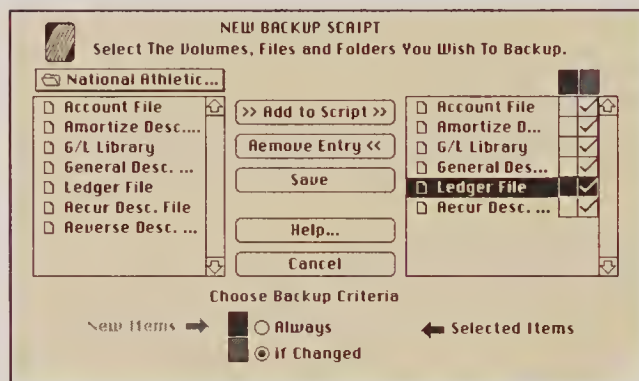 NEW BACKUP SCRIPT
Select The Volumes, Files and Folders You Wish To Backup.
National Athletic...
Account File
Amortize Desc....
G/L Library
General Desc. ...
Ledger File
Recur Desc. File
Reverse Desc. ...
>> Add to Script >>
Remove Entry <<
Save
Help...
Cancel
Account File
Amortize D...
G/L Library
General Des...
Ledger File
Recur Desc. ...
Choose Backup Criteria
New Items
Always
If Changed
Selected Items